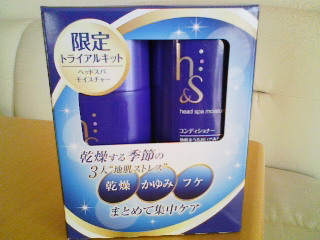 限定
トライアルキット
ヘッドスパ
モイスチャー
h&S
head spa moist
コンディショナー
乾燥する季節の
3大“地肌ストレス”
乾燥 かゆみ フケ
まとめて集中ケア